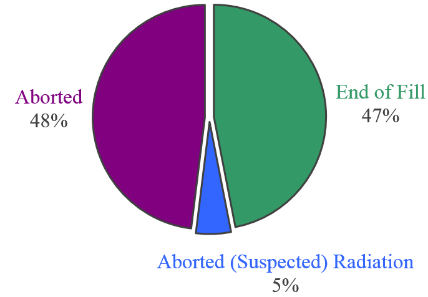 Aborted
48%
End of Fill
47%
Aborted (Suspected) Radiation
5%